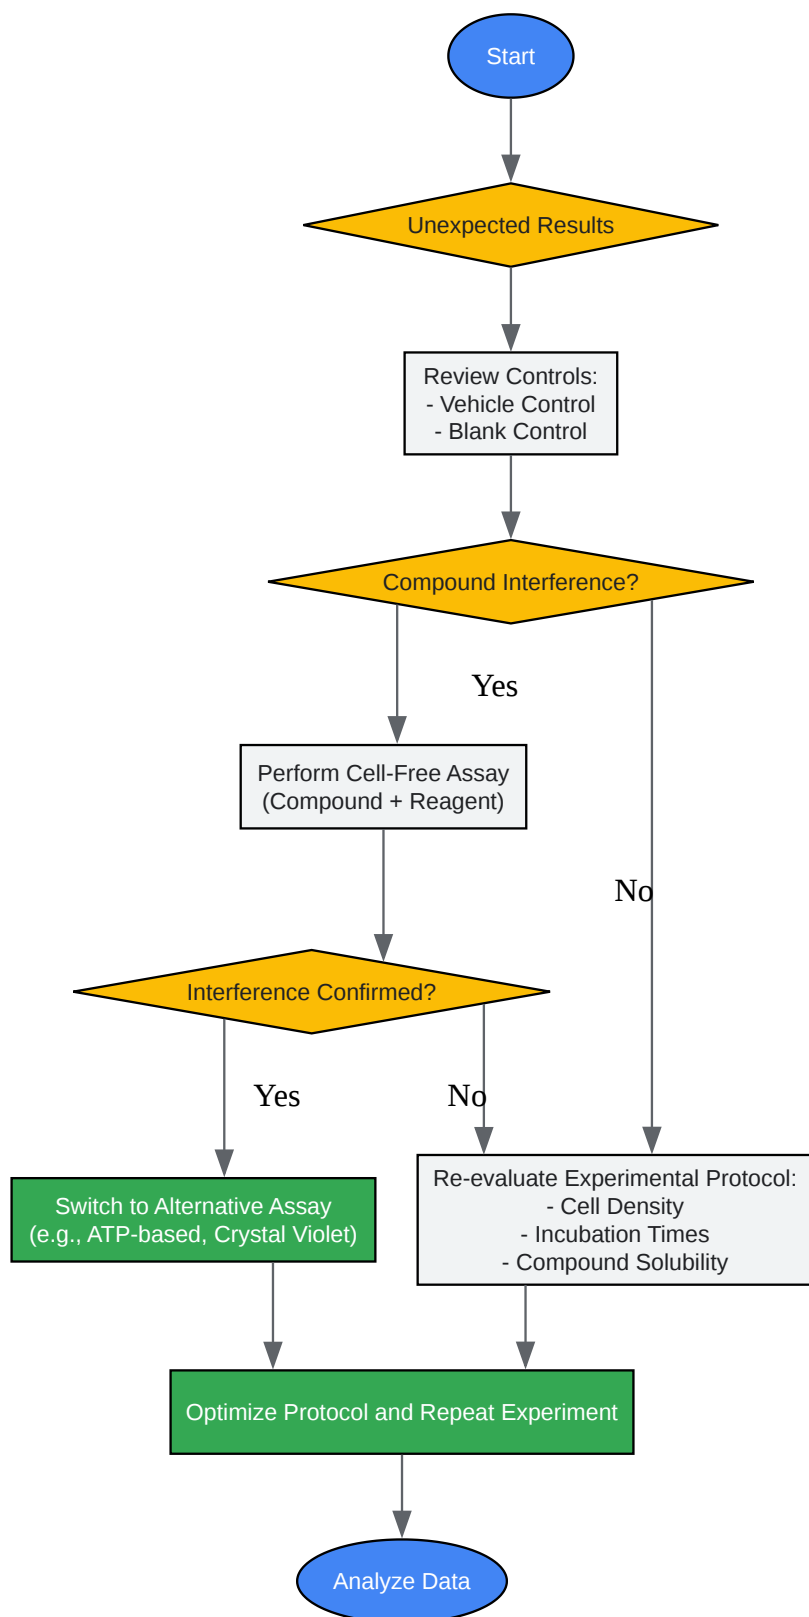 Start
Unexpected Results
Review Controls:
- Vehicle Control
- Blank Control
Compound Interference?
Yes
Perform Cell-Free Assay
(Compound + Reagent)
No
Interference Confirmed?
Yes
No
Switch to Alternative Assay
(e.g., ATP-based, Crystal Violet)
Re-evaluate Experimental Protocol:
- Cell Density
- Incubation Times
- Compound Solubility
Optimize Protocol and Repeat Experiment
Analyze Data